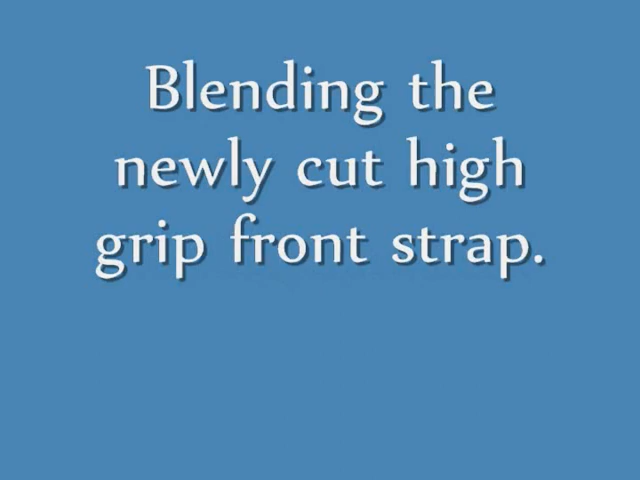 Blending the
newly cut high
grip front strap.